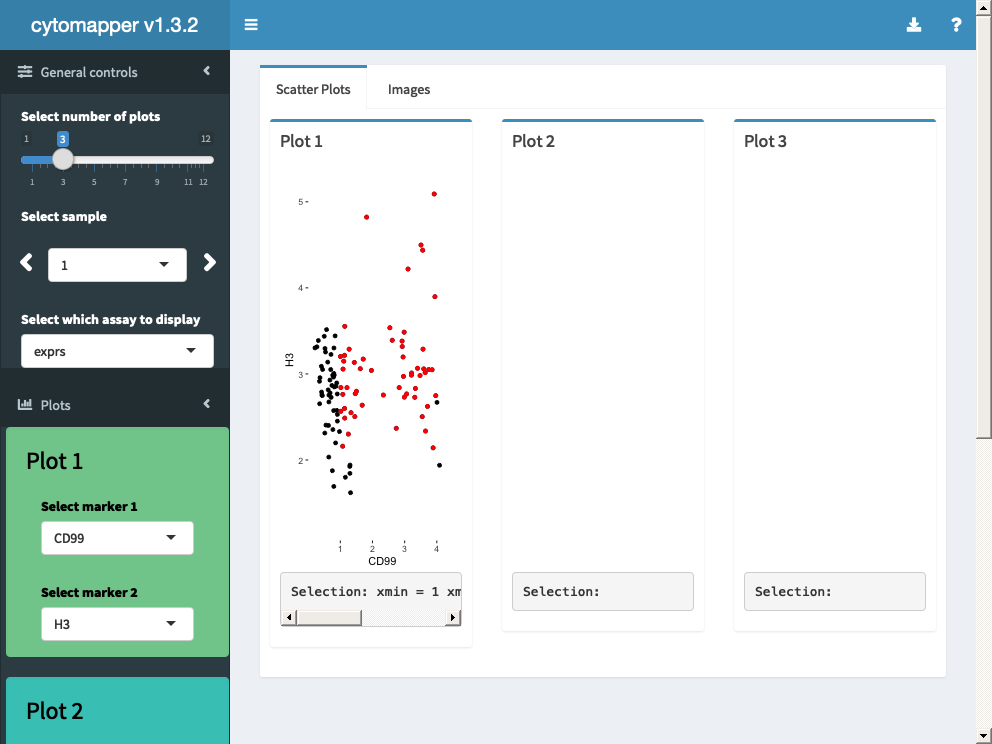 cytomapper v1.3.2
?
General controls
Select number of plots
1 3 12
1 3 5 7 9 11 12
Select sample
1
Select which assay to display
exprs
Plots
Plot 1
Select marker 1
CD99
Select marker 2
H3
Plot 2
Scatter Plots Images
Plot 1
5
4
3
2
H3
1 2 3 4
CD99
Selection: xmin = 1 xm
Plot 2
Selection:
Plot 3
Selection: